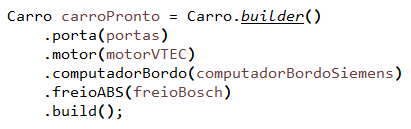 Carro carroPronto = Carro.builder()
    .porta(portas)
    .motor(motorVTEC)
    .computadorBordo(computadorBordoSiemens)
    .freioABS(freioBosch)
    .build();